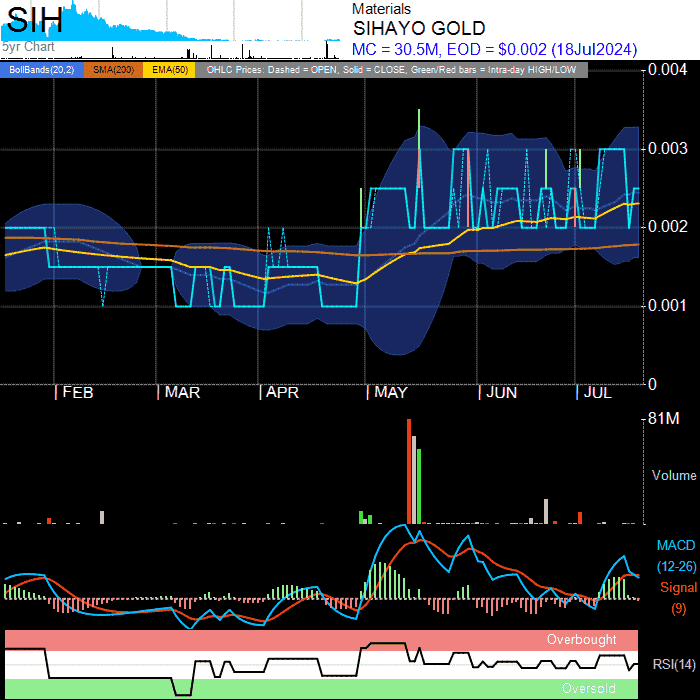 SIH
5yr Chart
Materials
SIHAYO GOLD
MC = 30.5M, EOD = $0.002 (18Jul2024)
BollBands(20,2) SMA(200) EMA(50) OHLC Prices: Dashed = OPEN, Solid = CLOSE, Green/Red bars = Intra-day HIGH/LOW
0.004
0.003
0.002
0.001
0
| FEB | MAR | APR | MAY | JUN | JUL
81M
Volume
MACD
(12-26)
Signal
(9)
Overbought
RSI(14)
Oversold